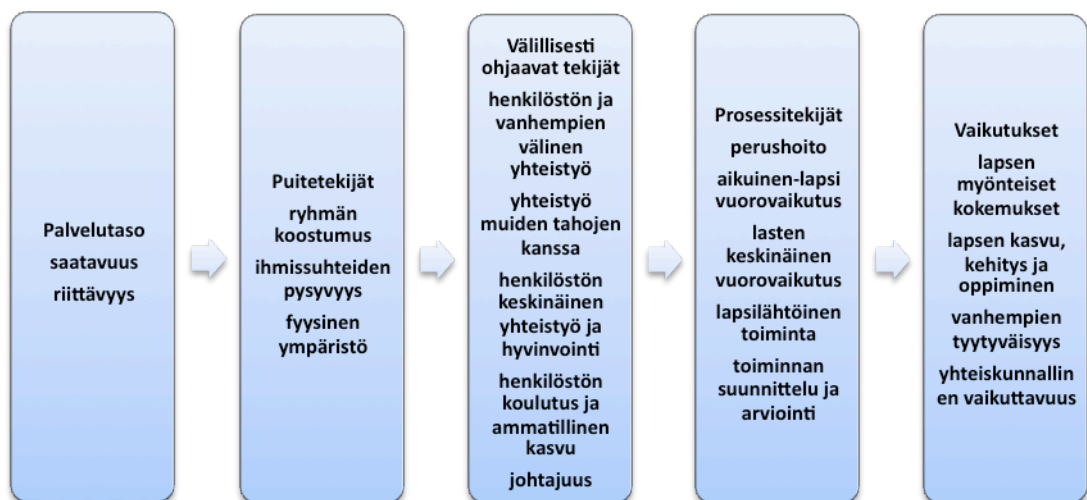 Palvelutaso
saatavuus
riittävyys
Puitetekijät
ryhmän
koostumus
ihmissuhteiden
pysyvyys
fyysinen
ympäristö
Välillisesti
ohjaavat tekijät
henkilöstön ja
vanhempien
välinen
yhteistyö
yhteistyö
muiden tahojen
kanssa
henkilöstön
keskinäinen
yhteistyö ja
hyvinvointi
henkilöstön
koulutus ja
ammatillinen
kasvu
johtajuus
Prosessitekijät
perushoito
aikuinen-lapsi
vuorovaikutus
lasten
keskinäinen
vuorovaikutus
lapsilähtöinen
toiminta
toiminnan
suunnittelu ja
arviointi
Vaikutukset
lapsen
myönteiset
kokemukset
lapsen kasvu,
kehitys ja
oppiminen
vanhempien
tyytyväisyys
yhteiskunnallin
en vaikuttavuus